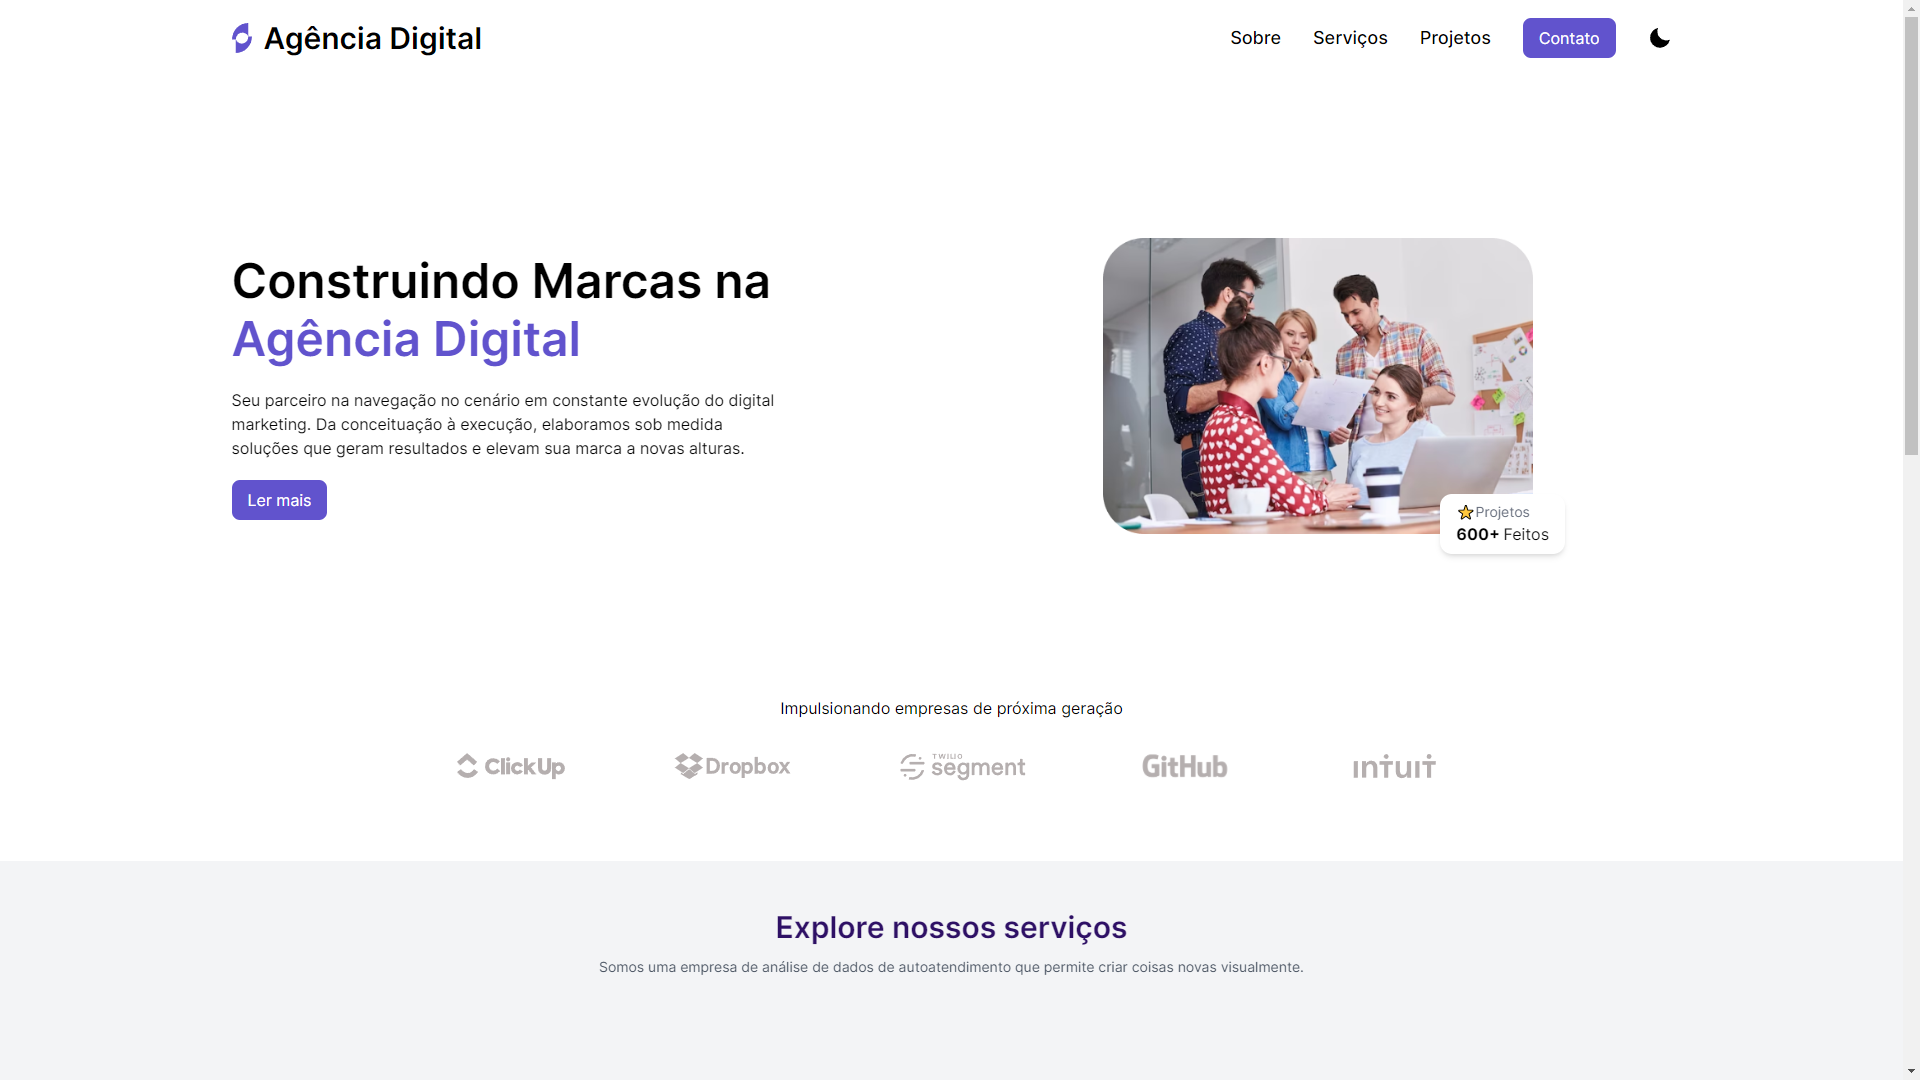 Agência Digital
Sobre
Serviços
Projetos
Contato
Construindo Marcas na
Agência Digital
Seu parceiro na navegação no cenário em constante evolução do digital
marketing. Da conceituação à execução, elaboramos sob medida
soluções que geram resultados e elevam sua marca a novas alturas.
Ler mais
Projetos
600+ Feitos
Impulsionando empresas de próxima geração
ClickUp
Dropbox
TWILIO
segment
GitHub
intuit
Explore nossos serviços
Somos uma empresa de análise de dados de autoatendimento que permite criar coisas novas visualmente.